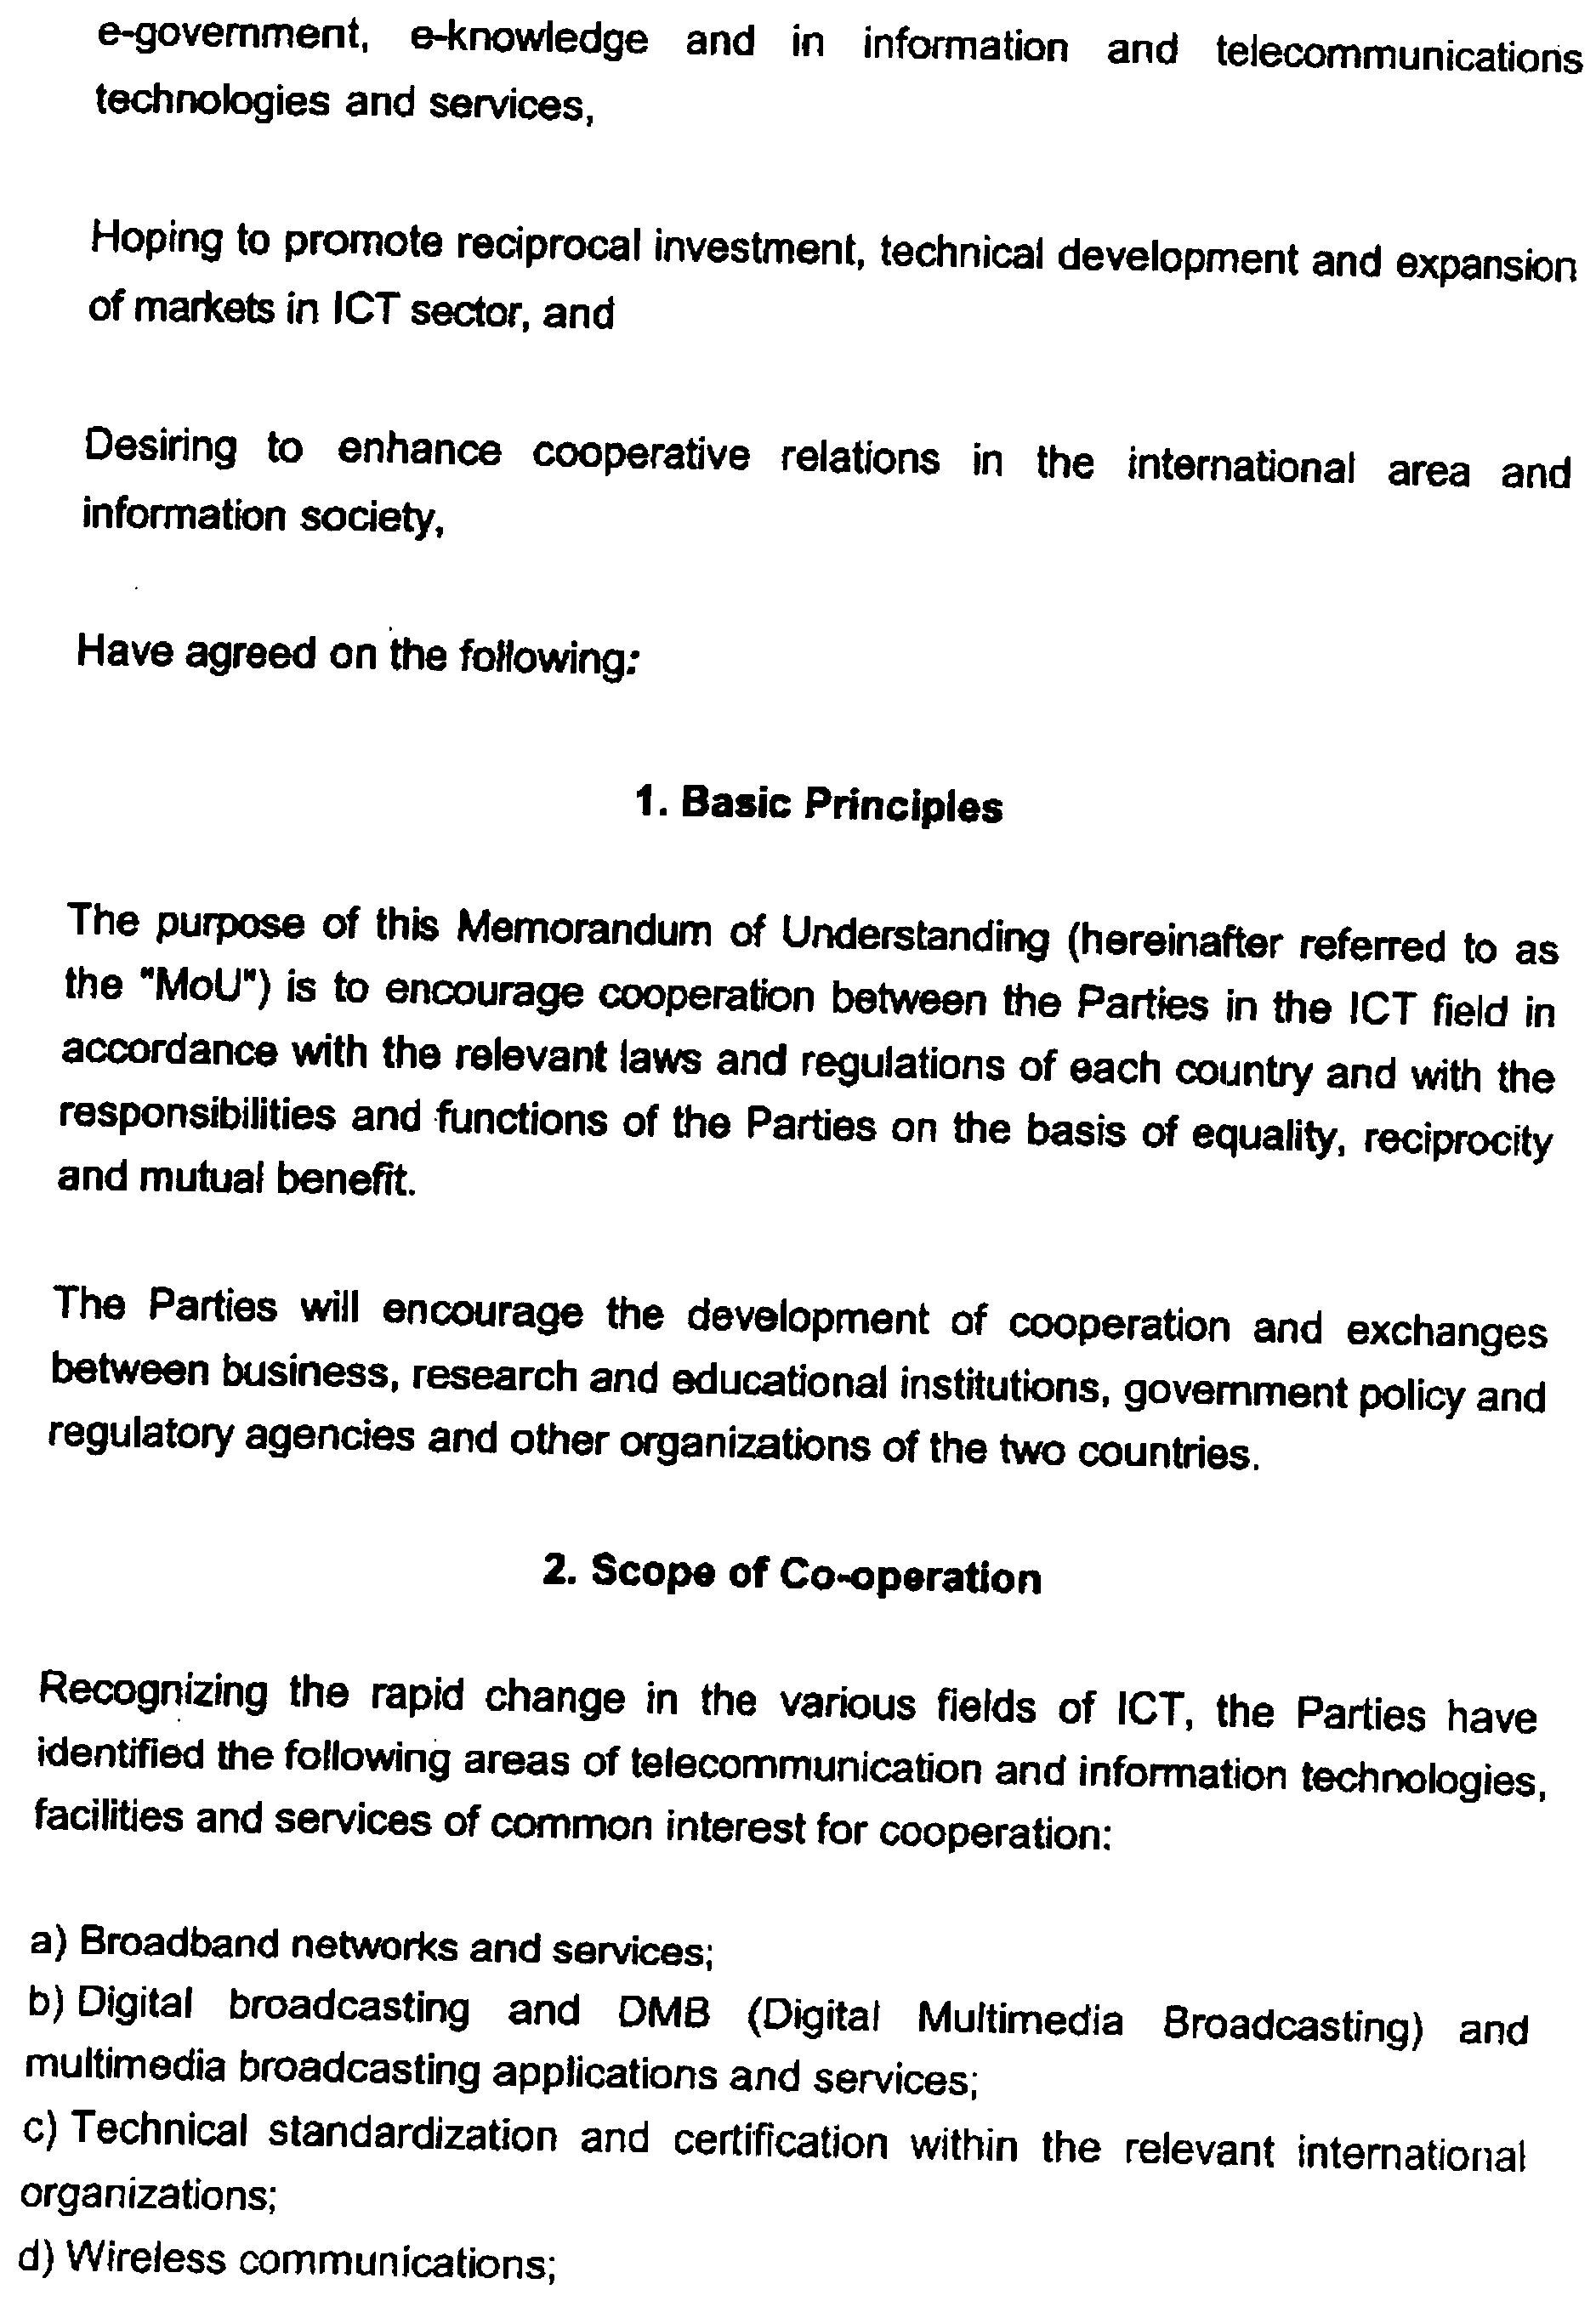 e-government, e-knowledge and in information and telecommunications
technologies and services,
Hoping to promote reciprocal investment, technical development and expansion
of markets in ICT sector, and
Desiring to enhance cooperative relations in the international area and
information society,
Have agreed on the following:
1. Basic Principles
The purpose of this Memorandum of Understanding (hereinafter referred to as
the "MoU") is to encourage cooperation between the Parties in the ICT field in
accordance with the relevant laws and regulations of each country and with the
responsibilities and functions of the Parties on the basis of equality, reciprocity
and mutual benefit.
The Parties will encourage the development of cooperation and exchanges
between business, research and educational institutions, government policy and
regulatory agencies and other organizations of the two countries.
2. Scope of Co-operation
Recognizing the rapid change in the various fields of ICT, the Parties have
identified the following areas of telecommunication and information technologies,
facilities and services of common interest for cooperation:
a) Broadband networks and services;
b) Digital broadcasting and DMB (Digital Multimedia Broadcasting) and
multimedia broadcasting applications and services;
c) Technical standardization and certification within the relevant international
organizations;
d) Wireless communications;